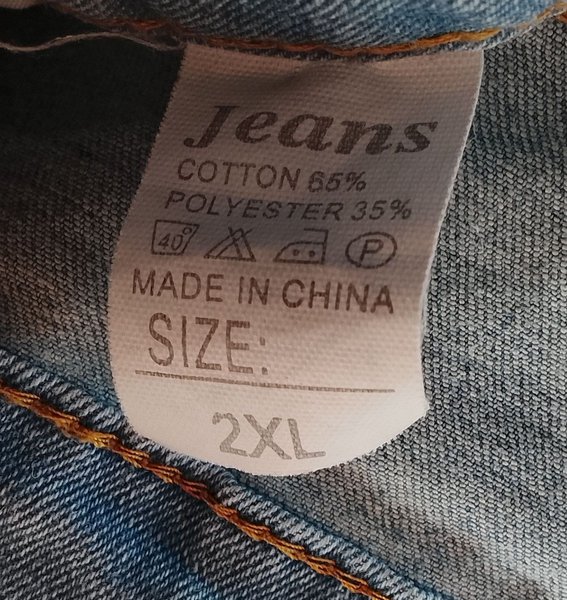 Jeans
COTTON 65%
POLYESTER 35%
40° P
MADE IN CHINA
SIZE:
2XL